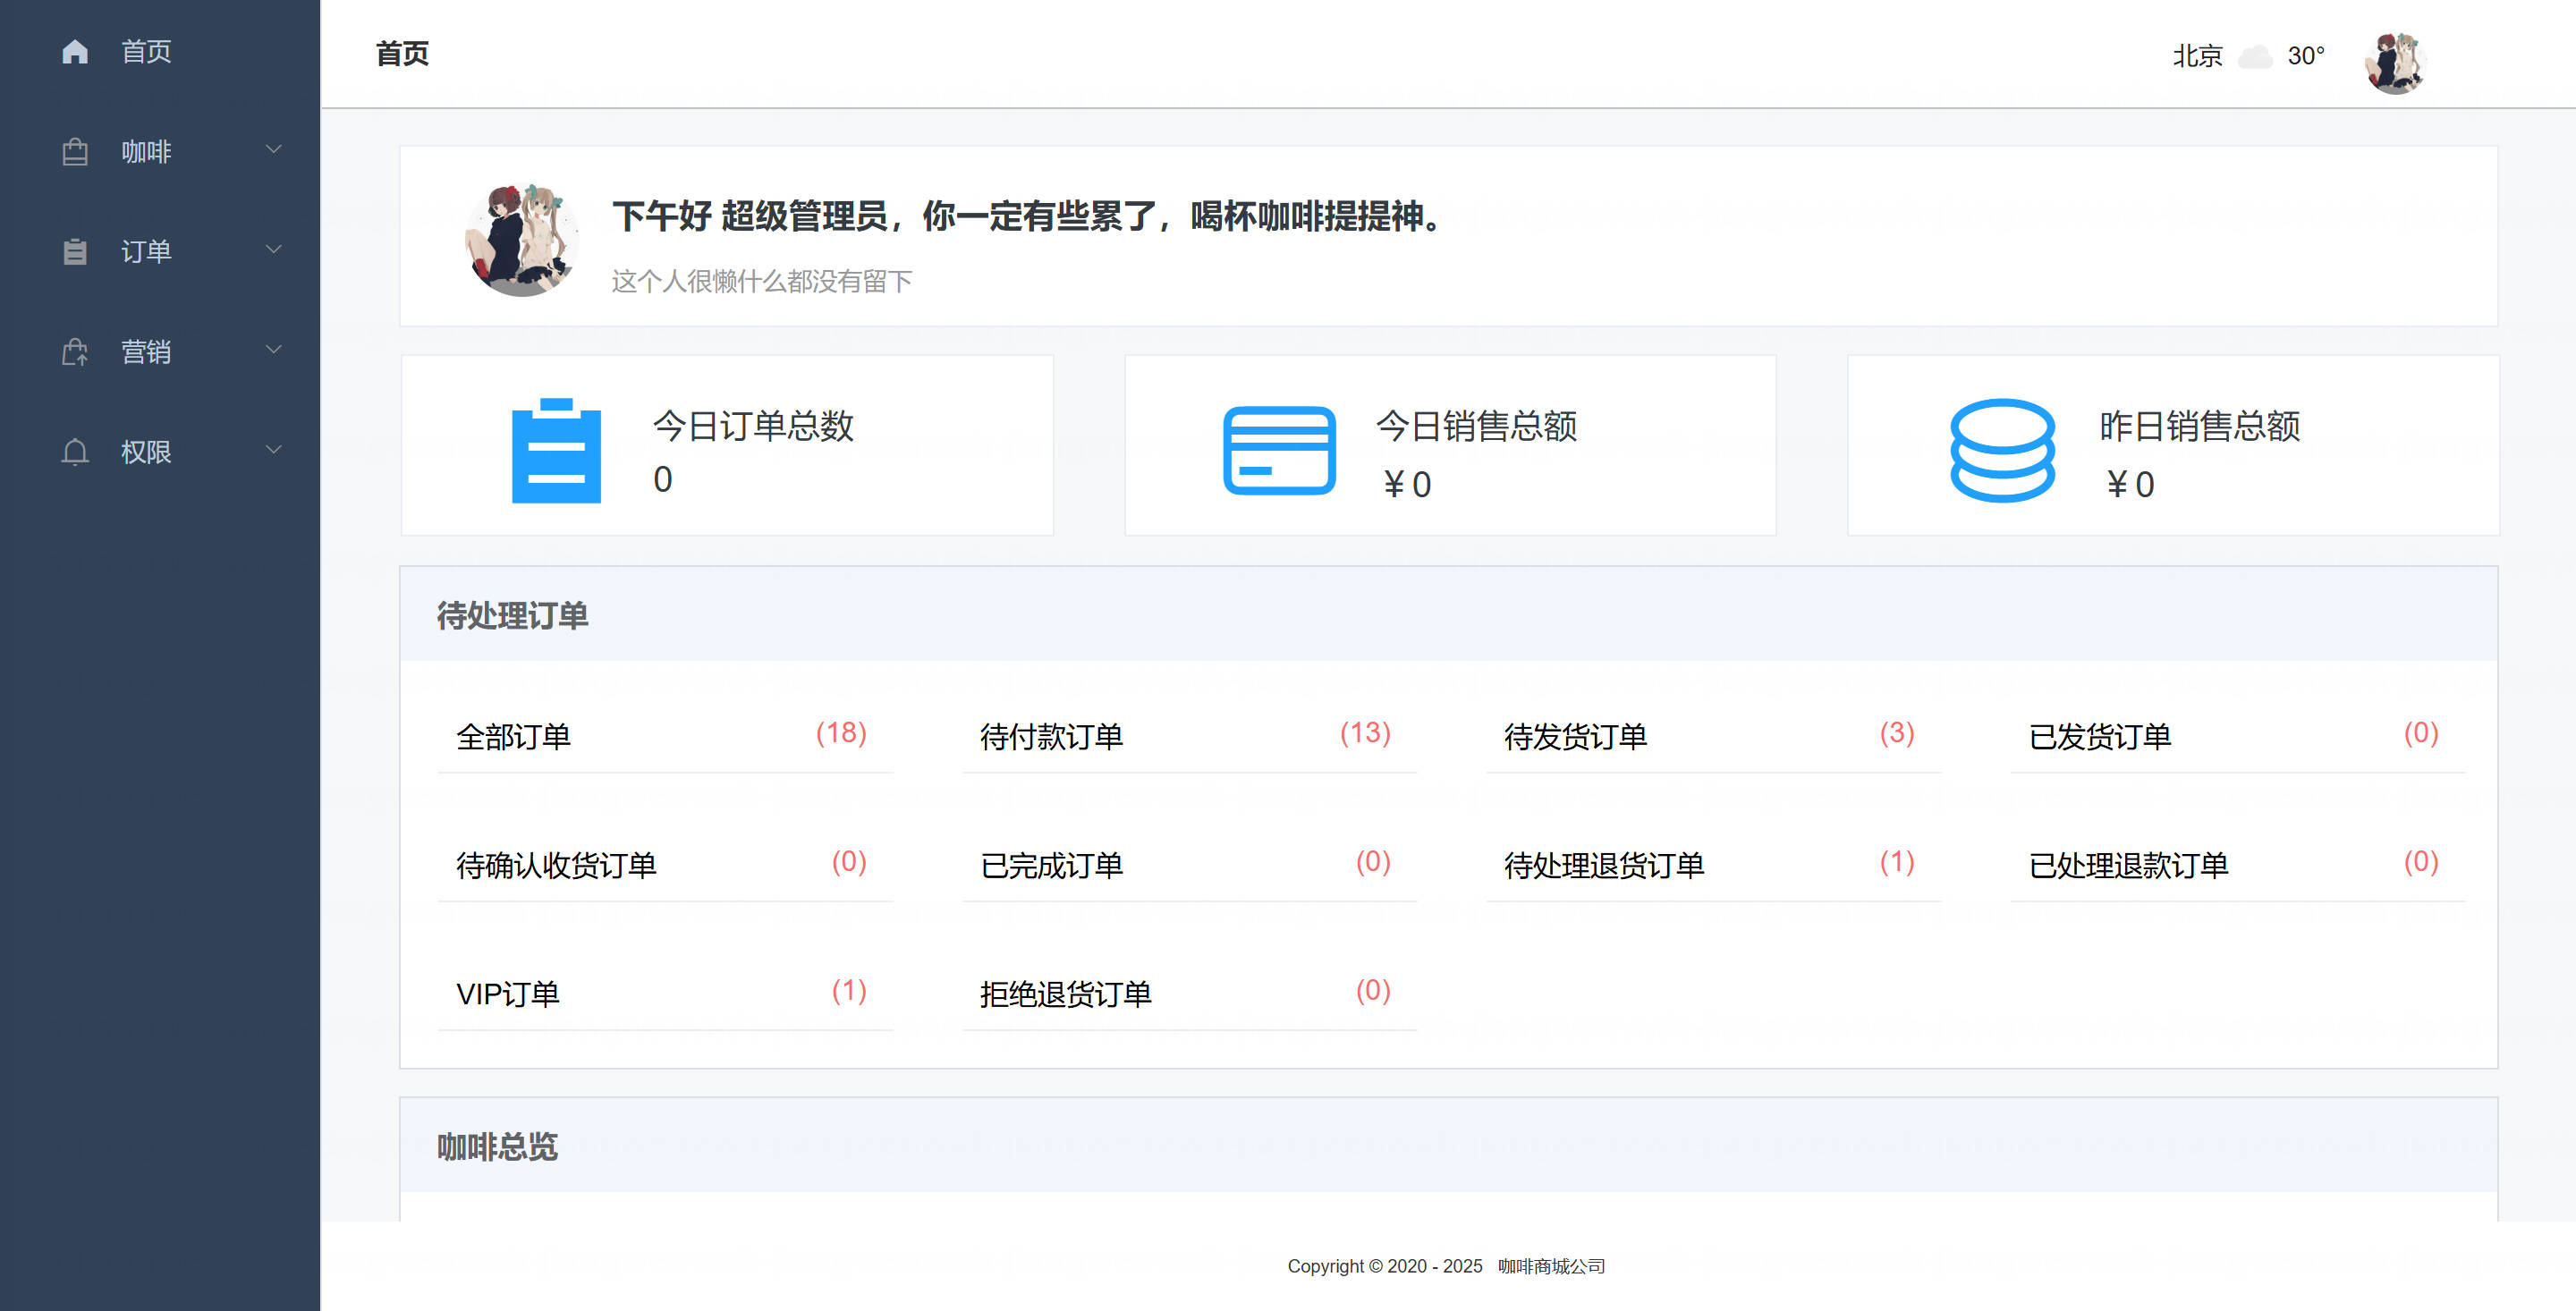 首页
咖啡
订单
营销
权限
首页
北京 30°
下午好 超级管理员，你一定有些累了，喝杯咖啡提提神。
这个人很懒什么都没有留下
今日订单总数
0
今日销售总额
¥ 0
昨日销售总额
¥ 0
待处理订单
全部订单 (18)
待付款订单 (13)
待发货订单 (3)
已发货订单 (0)
待确认收货订单 (0)
已完成订单 (0)
待处理退货订单 (1)
已处理退款订单 (0)
VIP订单 (1)
拒绝退货订单 (0)
咖啡总览
Copyright © 2020 - 2025 咖啡商城公司